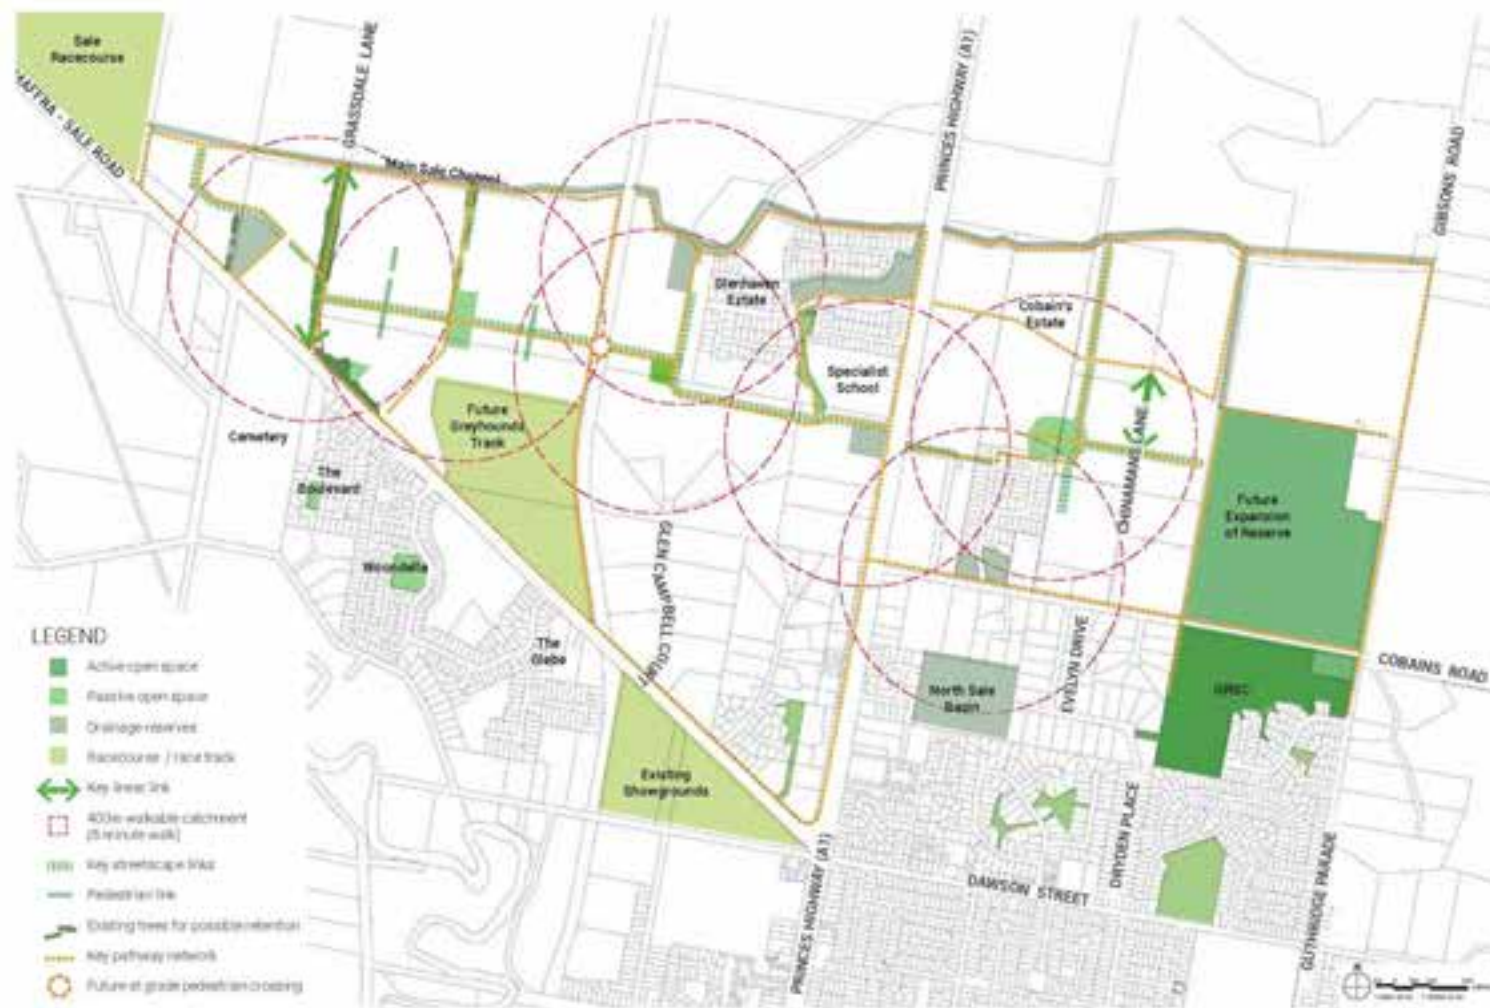 Sale
Racecourse
MAFFRA - SALE ROAD
GRASSDALE LANE
Main Sale Channel
PRINCES HIGHWAY (A1)
GIBSONS ROAD
Glenhaven
Estate
Cobain's
Estate
Specialist
School
Future
Greyhounds
Track
Cemetery
The
Boulevard
CHINAMANS LANE
Future
Expansion
of Reserve
Woondella
GLEN CAMPBELL COURT
The
Glebe
EVELYN DRIVE
COBAINS ROAD
North Sale
Basin
Existing
Showgrounds
DRYDEN PLACE
DAWSON STREET
PRINCES HIGHWAY (A1)
GUTHRIDGE PARADE
LEGEND
Active open space
Passive open space
Drainage reserves
Racecourse / race track
Key linear link
400m walkable catchment
(5 minute walk)
Key streetscape links
Pedestrian link
Existing trees for possible retention
Key pathway network
Future at grade pedestrian crossing